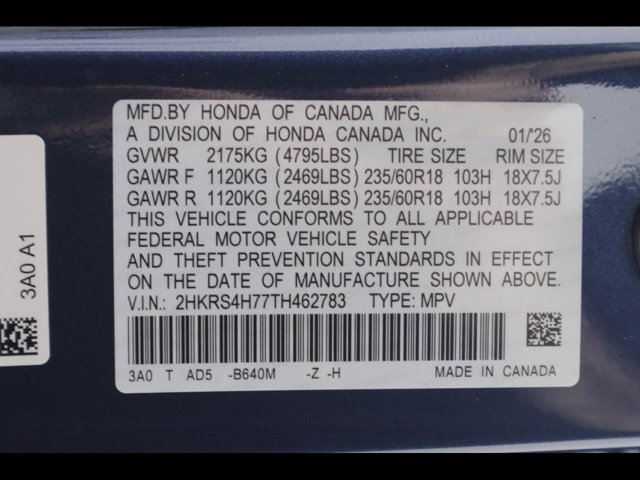 MFD.BY HONDA OF CANADA MFG.,
A DIVISION OF HONDA CANADA INC. 01/'26
GVWR 2175KG (4795LBS) TIRE SIZE RIM SIZE
GAWR F 1120KG (2469LBS) 235/60R18 103H 18X7.5J
GAWR R 1120KG (2469LBS) 235/60R18 103H 18X7.5J
THIS VEHICLE CONFORMS TO ALL APPLICABLE
FEDERAL MOTOR VEHICLE SAFETY
AND THEFT PREVENTION STANDARDS IN EFFECT
ON THE DATE OF MANUFACTURE SHOWN ABOVE.
V.I.N.: 2HKRS4H77TH462783 TYPE: MPV
3A0 T AD5 -B640M -Z -H MADE IN CANADA
3A0 A1